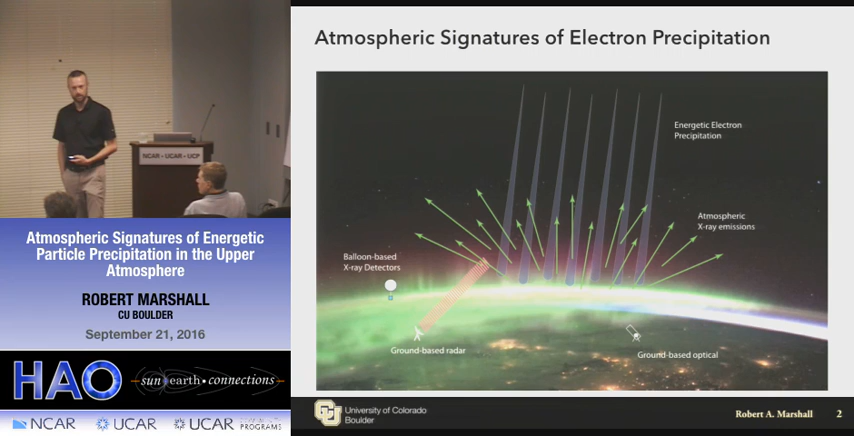 NCAR • UCAR • UCP
Atmospheric Signatures of Energetic
Particle Precipitation in the Upper
Atmosphere
ROBERT MARSHALL
CU BOULDER
September 21, 2016
HAO
sun earth • connections
NCAR
UCAR
UCAR PROGRAMS
Atmospheric Signatures of Electron Precipitation
Energetic Electron
Precipitation
Atmospheric
X-ray emissions
Balloon-based
X-ray Detectors
Ground-based radar
Ground-based optical
CU
University of Colorado
Boulder
Robert A. Marshall
2